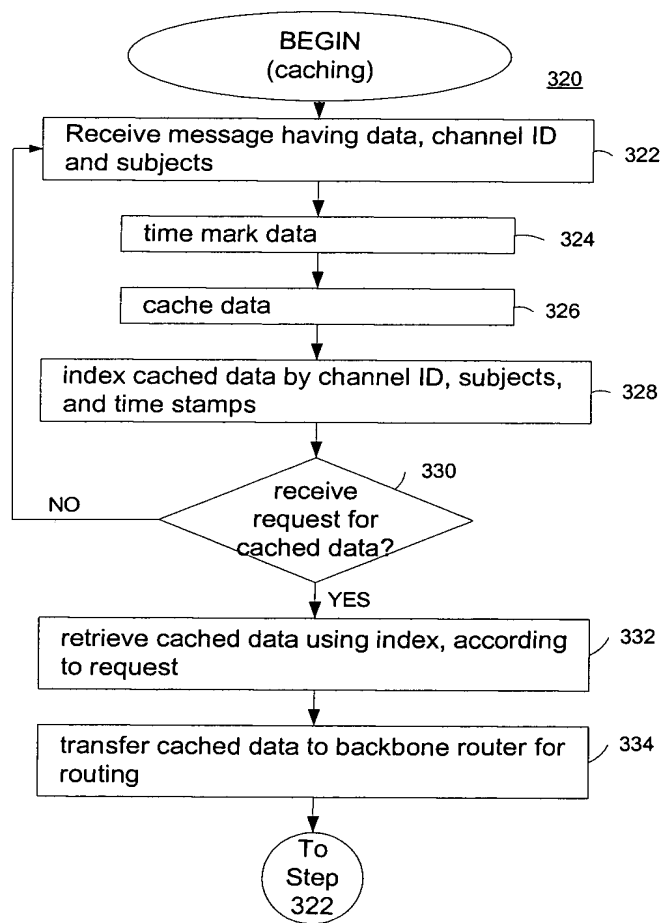 BEGIN
(caching)
320
Receive message having data, channel ID
and subjects
322
time mark data
324
cache data
326
index cached data by channel ID, subjects,
and time stamps
328
330
receive
request for
cached data?
NO
YES
retrieve cached data using index, according
to request
332
transfer cached data to backbone router for
routing
334
To
Step
322